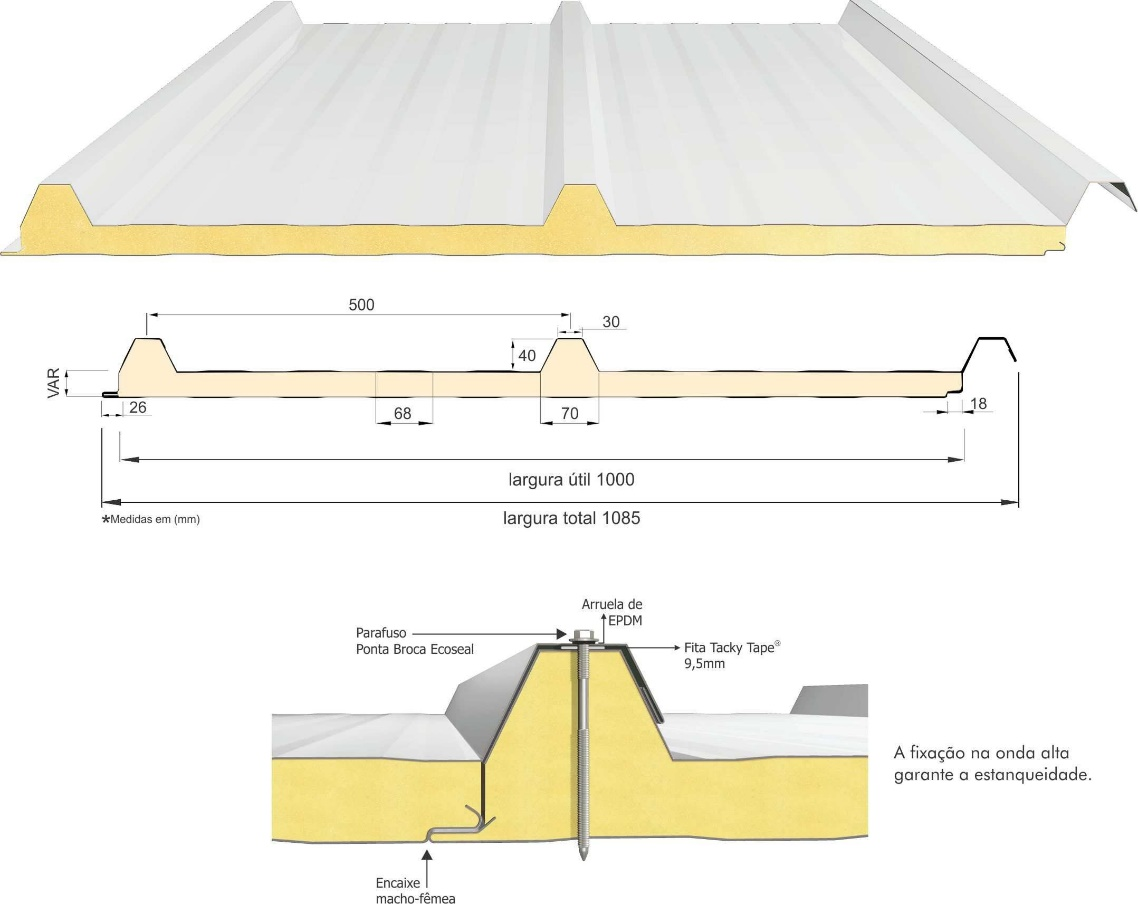 500
30
40
VAR
26
68
70
18
largura útil 1000
largura total 1085
*Medidas em (mm)
Arruela de
EPDM
Parafuso
Ponta Broca Ecoseal
Fita Tacky Tape®
9,5mm
A fixação na onda alta
garante a estanqueidade.
Encaixe
macho-fêmea